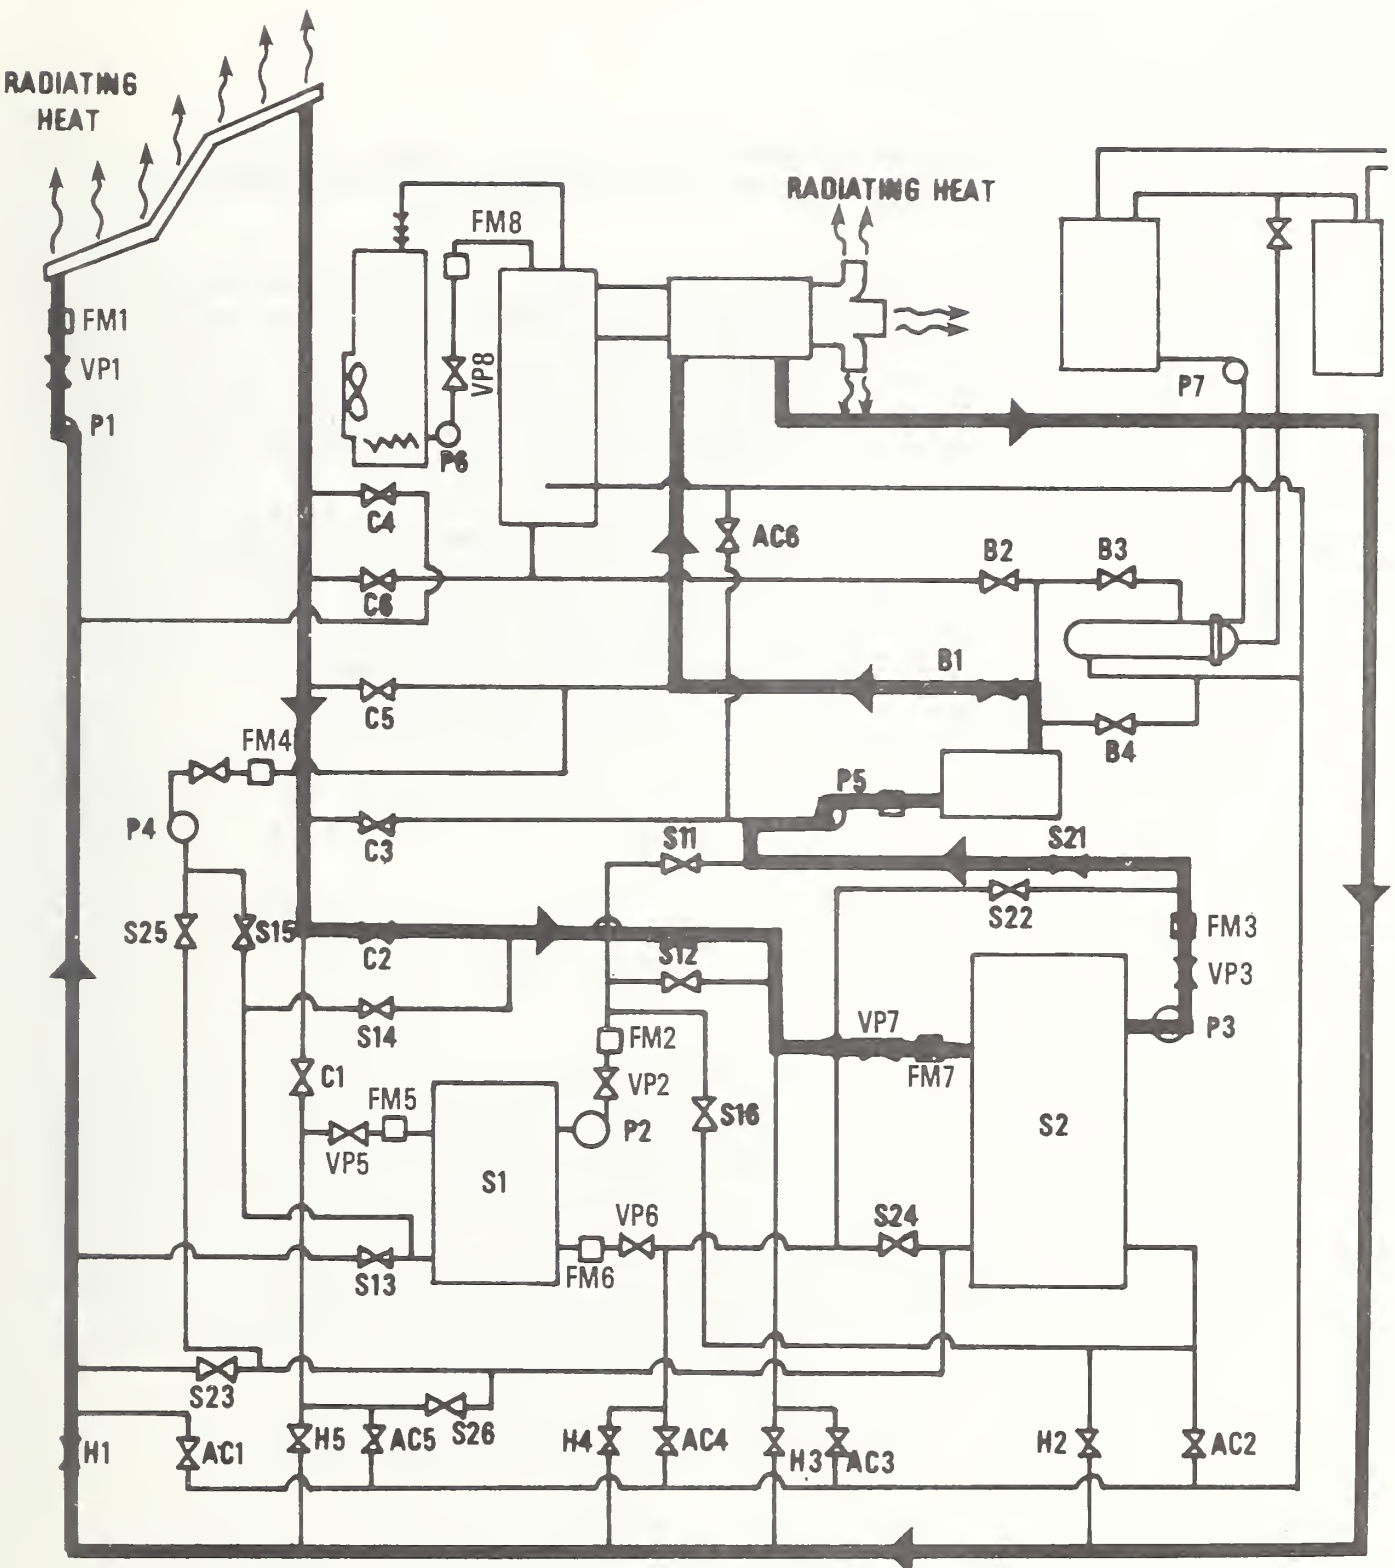 RADIATING
HEAT
FM8
RADIATING HEAT
FM1
VP1
P1
VP8
P6
P7
C4
AC6
C6
B2
B3
B1
C5
B4
FM4
P5
P4
C3
S11
S21
S22
S25
S15
C2
S12
FM3
VP3
S14
FM2
VP7
P3
FM7
C1
FM5
VP2
S16
VP5
P2
S2
S1
VP6
S24
S13
FM6
S23
S26
H1
AC1
H5
AC5
H4
AC4
H3
AC3
H2
AC2